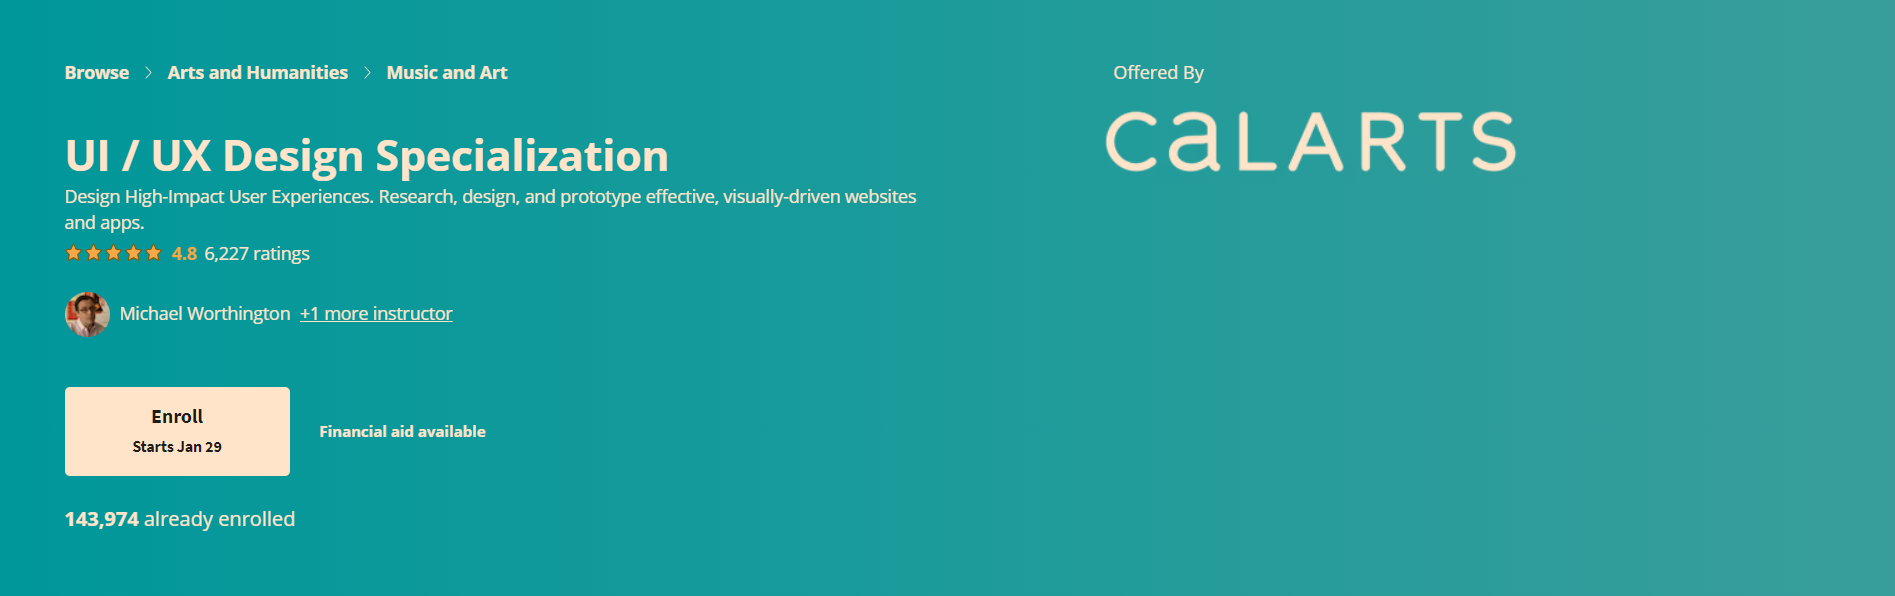 Browse > Arts and Humanities > Music and Art
UI / UX Design Specialization
Design High-Impact User Experiences. Research, design, and prototype effective, visually-driven websites
and apps.
4.8 6,227 ratings
Michael Worthington +1 more instructor
Enroll
Starts Jan 29
Financial aid available
143,974 already enrolled
Offered By
CalARTS